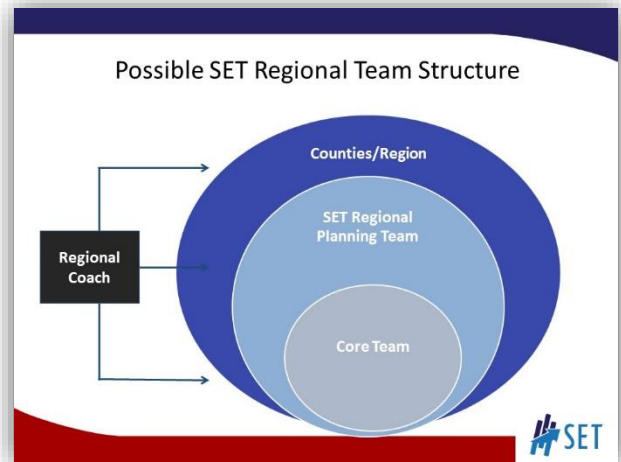 Possible SET Regional Team Structure
Counties/Region
SET Regional
Planning Team
Regional
Coach
Core Team
SET